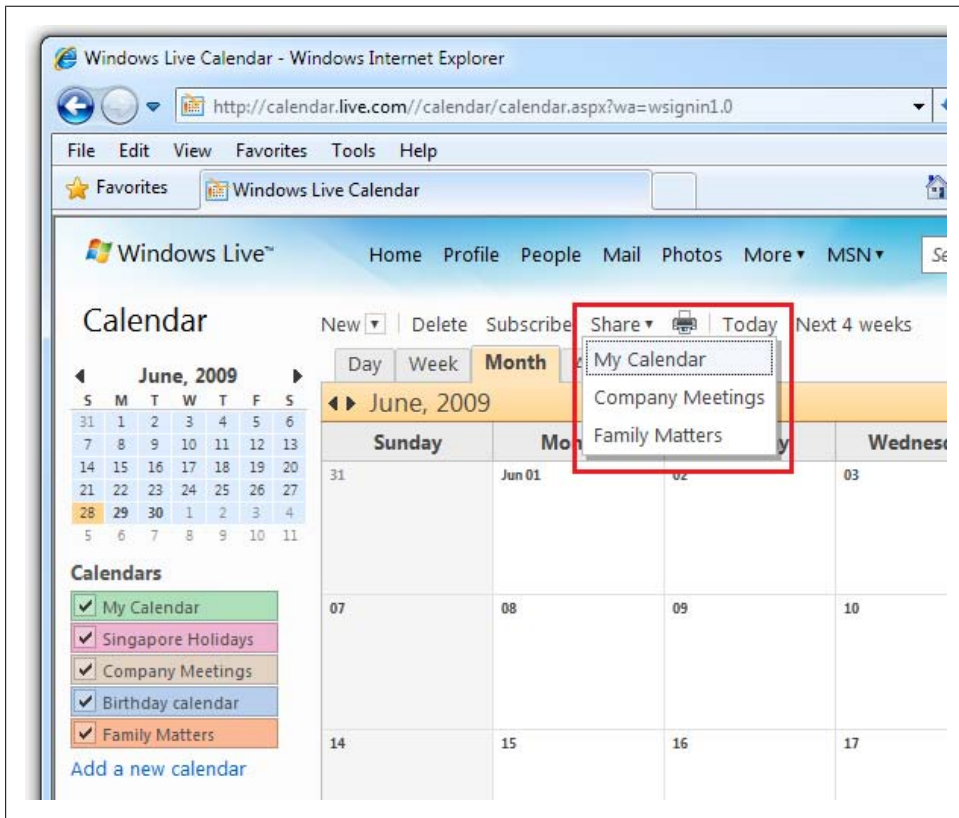 Windows Live Calendar - Windows Internet Explorer
http://calendar.live.com//calendar/calendar.aspx?wa=wsignin1.0
File Edit View Favorites Tools Help
Favorites Windows Live Calendar
Windows Live™ Home Profile People Mail Photos More MSN Se
Calendar
New Delete Subscribe Share Today Next 4 weeks
June, 2009
S M T W T F S
31 1 2 3 4 5 6
7 8 9 10 11 12 13
14 15 16 17 18 19 20
21 22 23 24 25 26 27
28 29 30 1 2 3 4
5 6 7 8 9 10 11
Calendars
My Calendar
Singapore Holidays
Company Meetings
Birthday calendar
Family Matters
Add a new calendar
Day Week Month
My Calendar
Company Meetings
Family Matters
June, 2009
Sunday Mon y Wednes
31 Jun 01 02 03
07 08 09 10
14 15 16 17